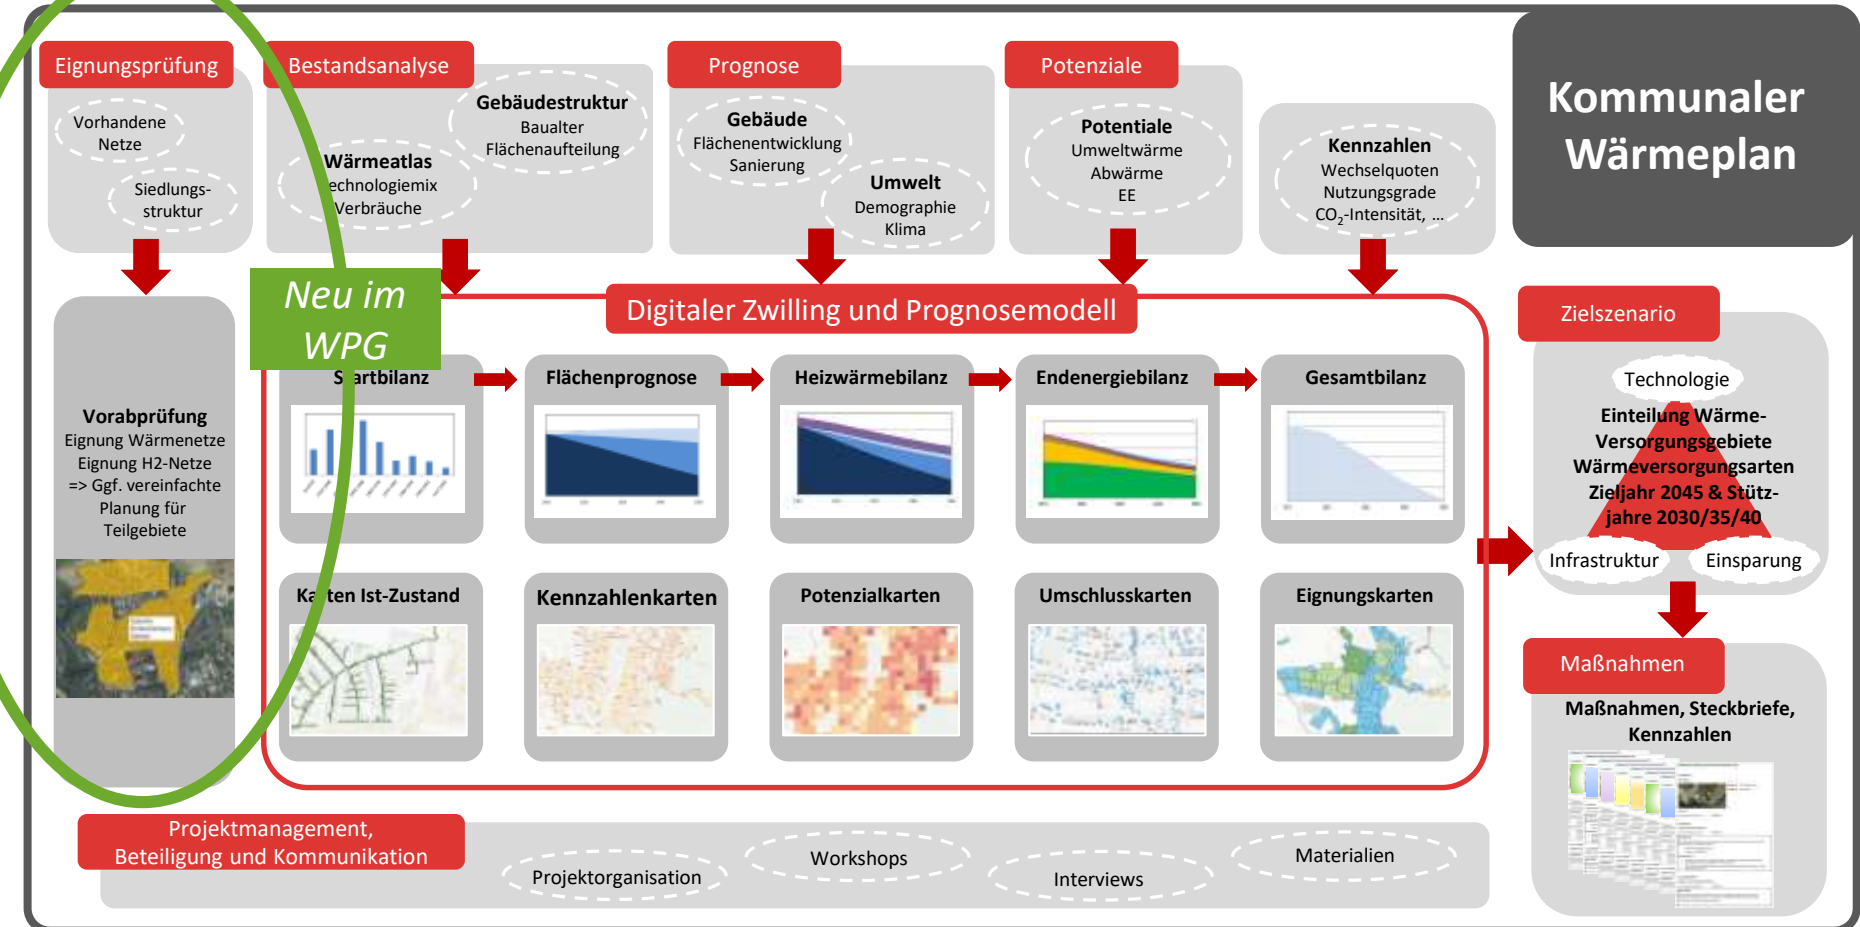 Kommunaler
Wärmeplan
Eignungsprüfung
Vorhandene
Netze
Siedlungs-
struktur
Bestandsanalyse
Gebäudestruktur
Baualter
Flächenaufteilung
Wärmeatlas
echnologiemix
Verbräuche
Prognose
Gebäude
Flächenentwicklung
Sanierung
Umwelt
Demographie
Klima
Potenziale
Potentiale
Umweltwärme
Abwärme
EE
Kennzahlen
Wechselquoten
Nutzungsgrade
CO₂-Intensität, ...
Neu im
WPG
Vorabprüfung
Eignung Wärmenetze
Eignung H2-Netze
=> Ggf. vereinfachte
Planung für
Teilgebiete
Digitaler Zwilling und Prognosemodell
Startbilanz
Flächenprognose
Heizwärmebilanz
Endenergiebilanz
Gesamtbilanz
Karten Ist-Zustand
Kennzahlenkarten
Potenzialkarten
Umschlusskarten
Eignungskarten
Zielszenario
Technologie
Einteilung Wärme-
Versorgungsgebiete
Wärmeversorgungsarten
Zieljahr 2045 & Stütz-
jahre 2030/35/40
Infrastruktur
Einsparung
Maßnahmen
Maßnahmen, Steckbriefe,
Kennzahlen
Projektmanagement,
Beteiligung und Kommunikation
Projektorganisation
Workshops
Interviews
Materialien